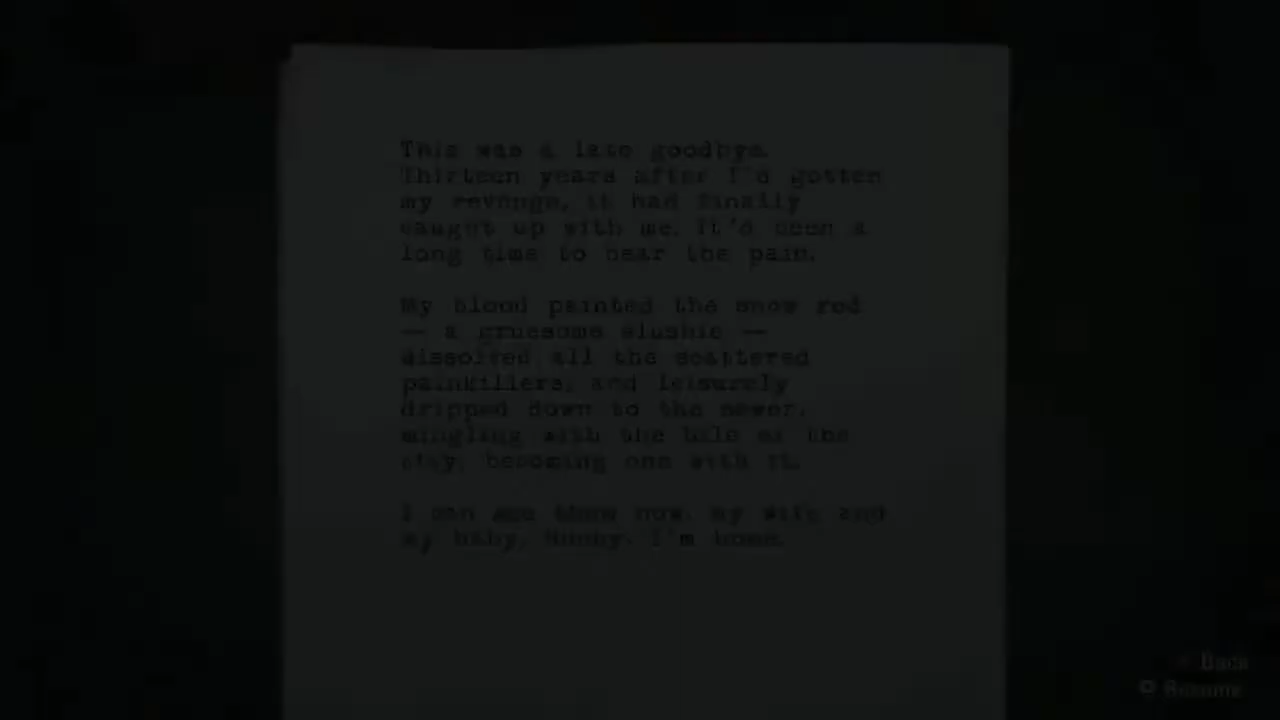 This was a late goodbye.
Thirteen years after I'd gotten
my revenge, it had finally
caught up with me. It'd been a
long time to bear the pain.
My blood painted the snow red
— a gruesome slushie —
dissolved all the scattered
painkillers, and leisurely
dripped down to the sewer,
mingling with the bile of the
city, becoming one with it.
I can see them now, my wife and
my baby. Honey, I'm home.
Back
Resume